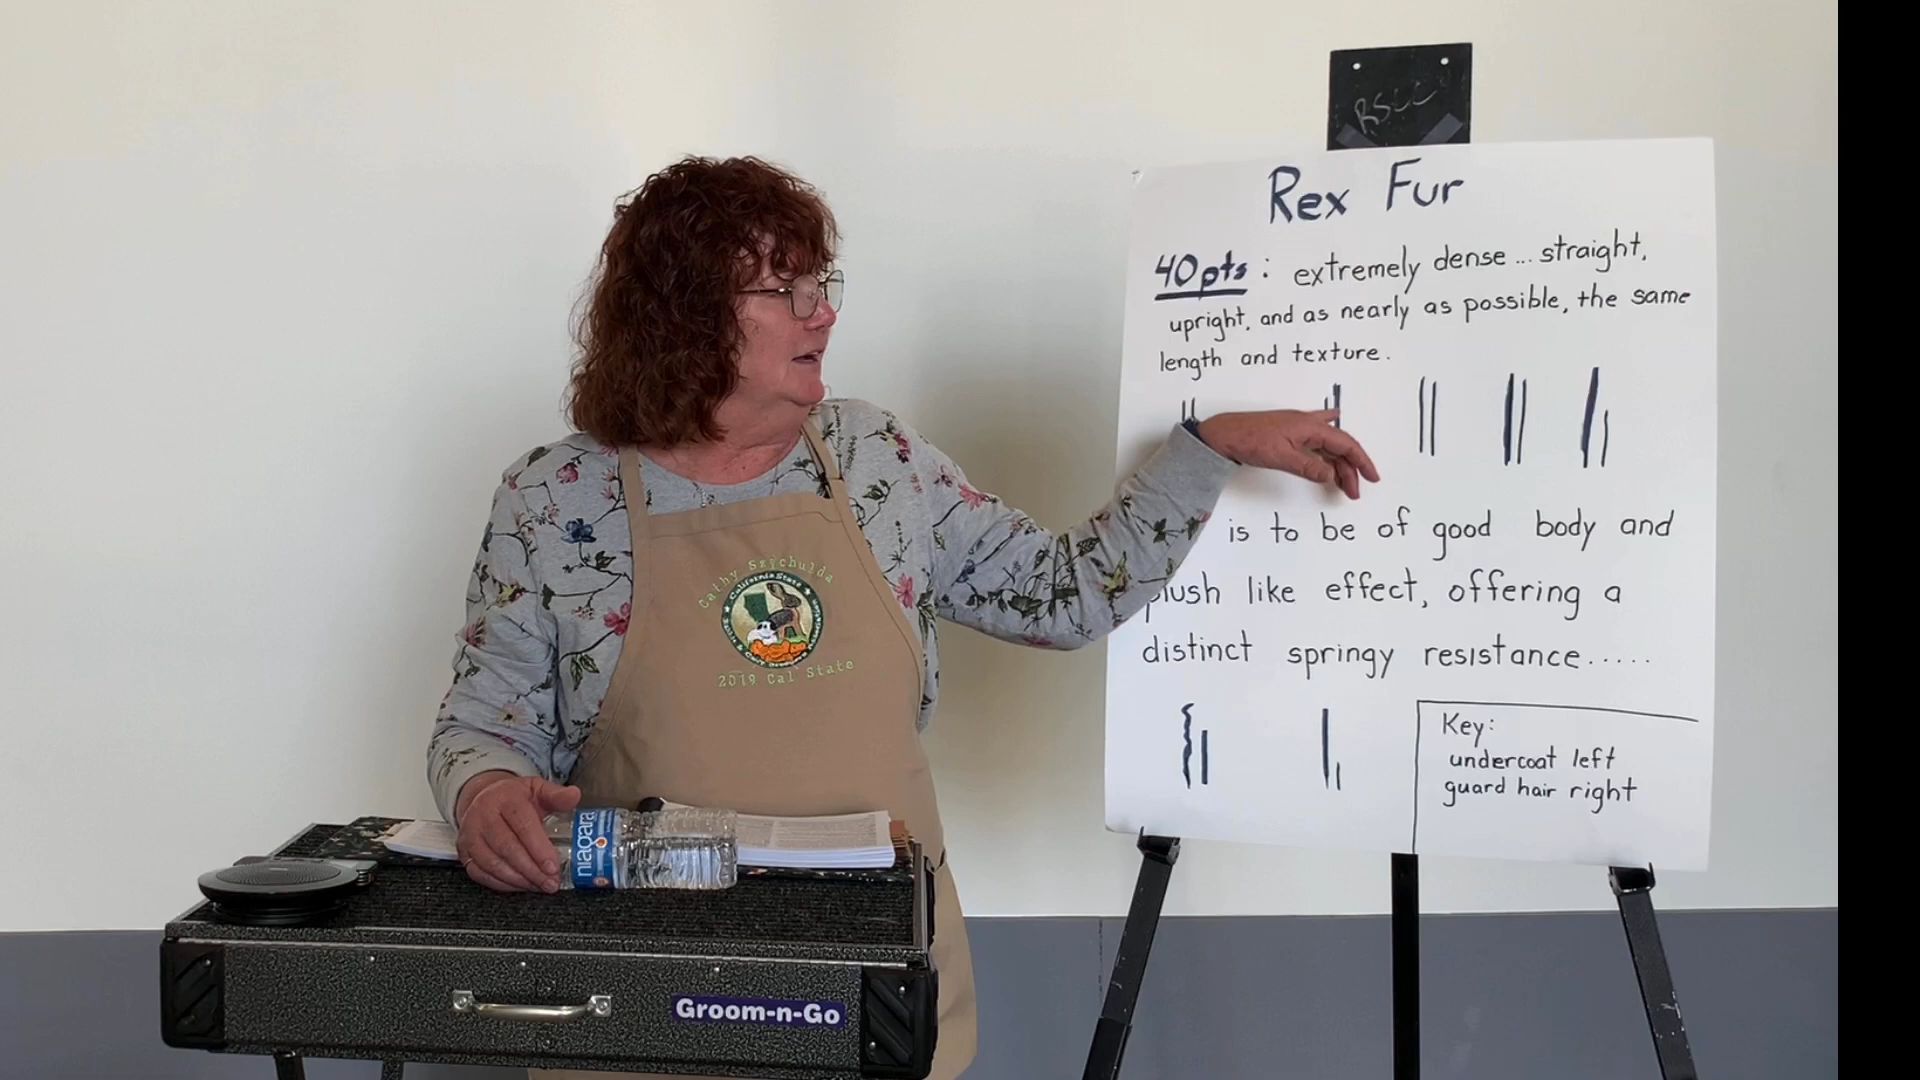 RSCC
Rex Fur
40pts: extremely dense... straight,
upright, and as nearly as possible, the same
length and texture.
is to be of good body and
plush like effect, offering a
distinct springy resistance.....
Key:
undercoat left
guard hair right
Cathy Szychulda
California State
2019 Cal State
niagara
Groom-n-Go